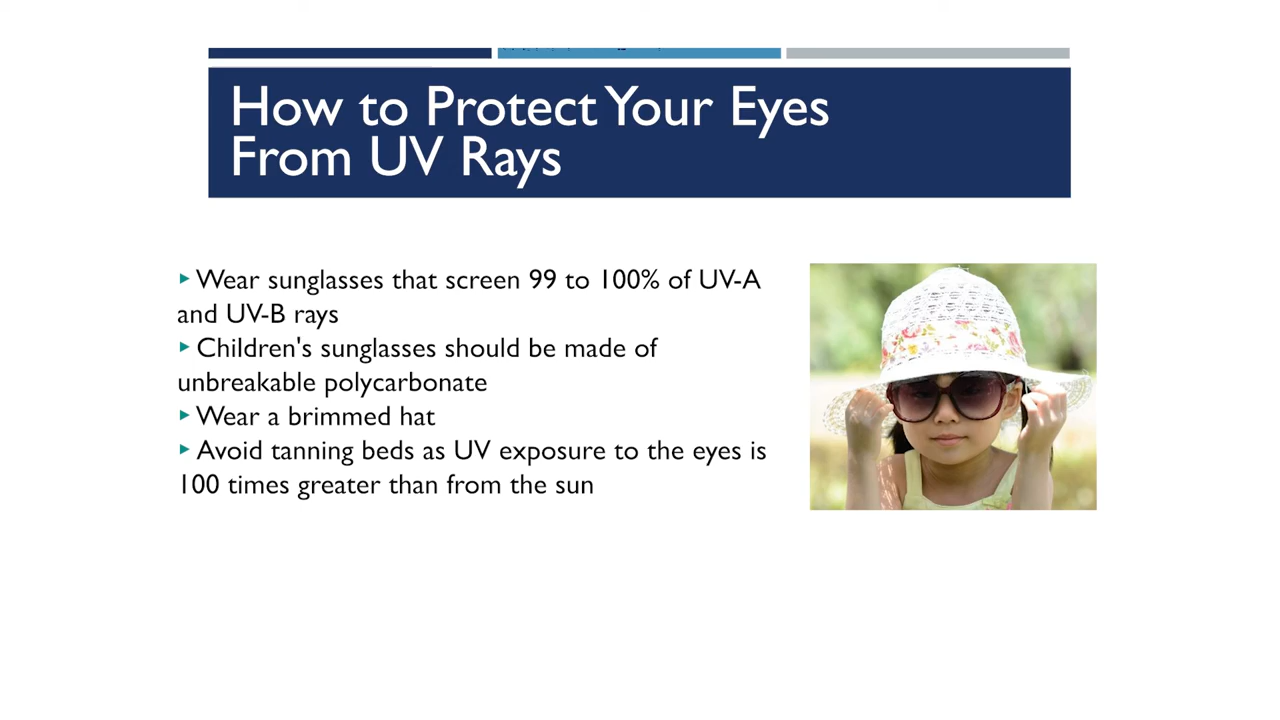 How to Protect Your Eyes
From UV Rays
▸ Wear sunglasses that screen 99 to 100% of UV-A
and UV-B rays
▸ Children's sunglasses should be made of
unbreakable polycarbonate
▸ Wear a brimmed hat
▸ Avoid tanning beds as UV exposure to the eyes is
100 times greater than from the sun